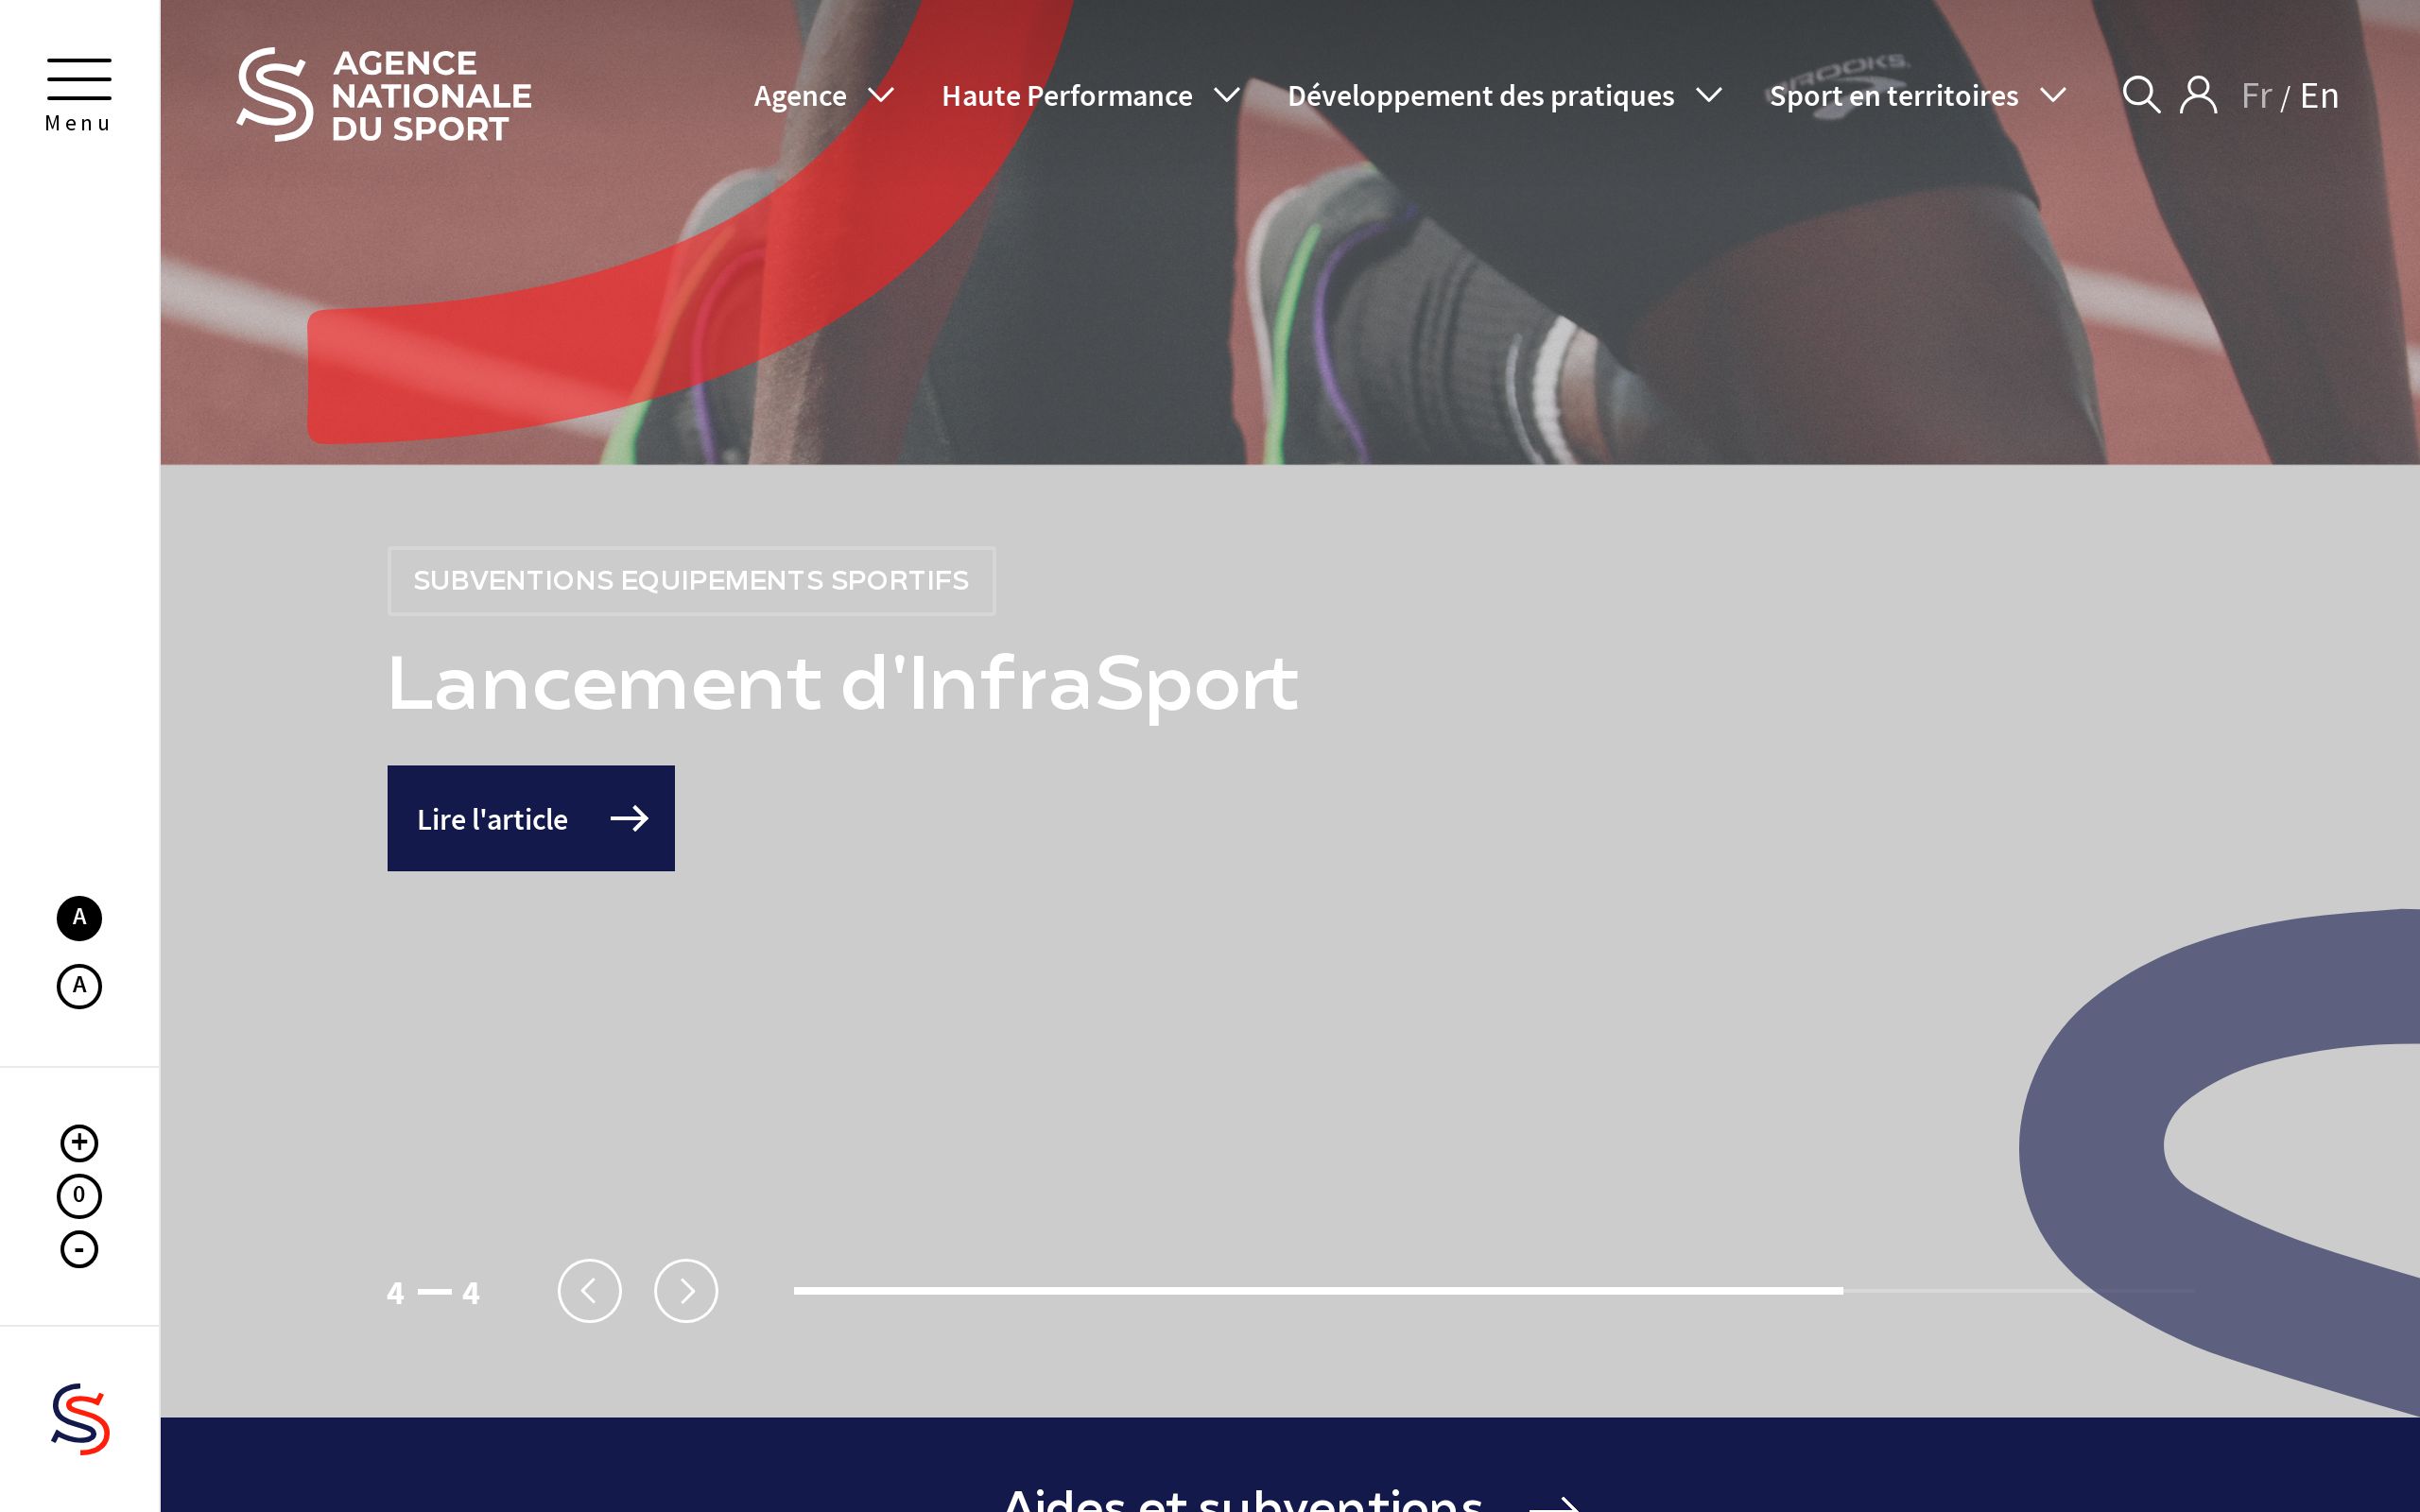 Menu
AGENCE
NATIONALE
DU SPORT
Agence
Haute Performance
Développement des pratiques
Sport en territoires
Fr / En
BROOKS
SUBVENTIONS EQUIPEMENTS SPORTIFS
Lancement d'InfraSport
Lire l'article
A
A
+
0
-
4 — 4
Aides et subventions